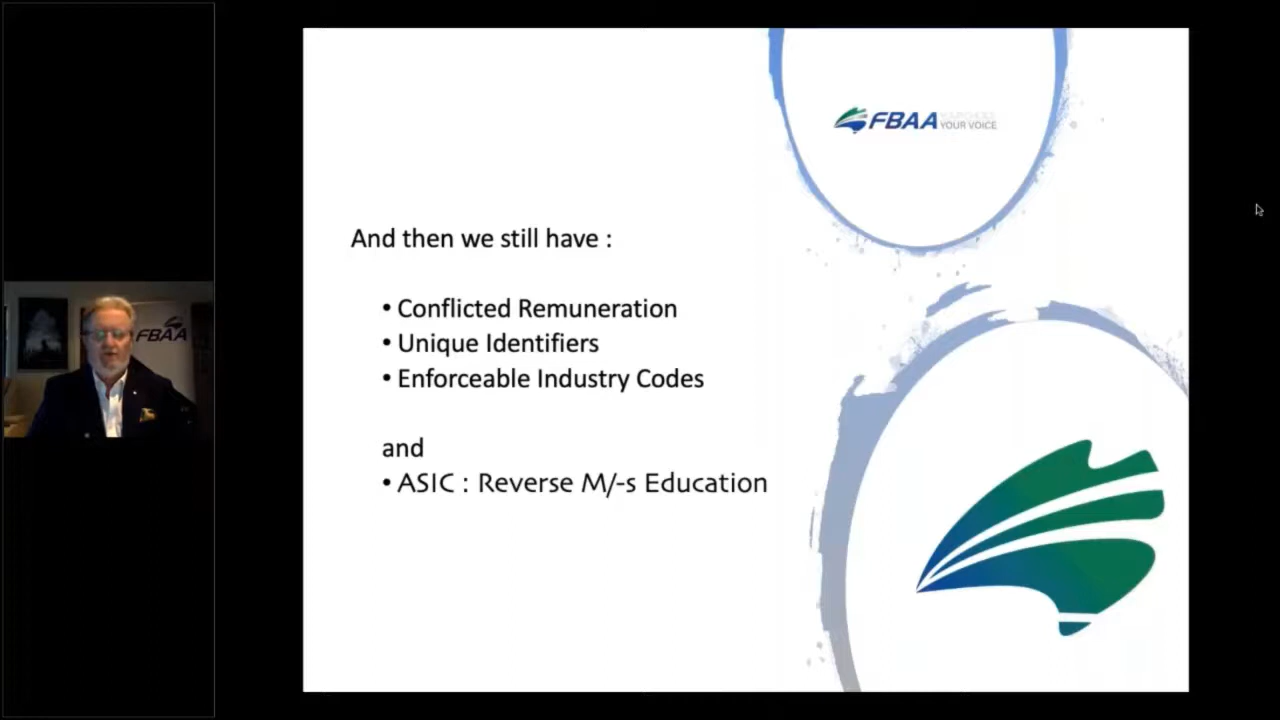 FBAA
YOUR VOICE
And then we still have :
• Conflicted Remuneration
• Unique Identifiers
• Enforceable Industry Codes
and
• ASIC : Reverse M/-s Education
FBAA